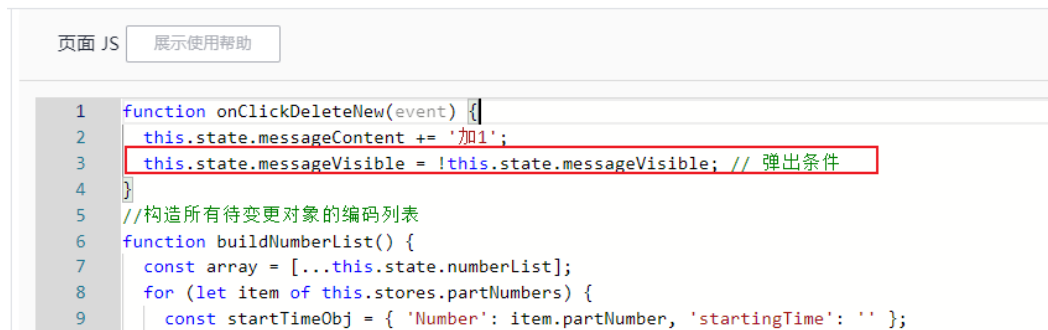 页面 JS 展示使用帮助
1 function onClickDeleteNew(event) {
2 this.state.messageContent += '加1';
3 this.state.messageVisible = !this.state.messageVisible; // 弹出条件
4 }
5 //构造所有待变更对象的编码列表
6 function buildNumberList() {
7 const array = [...this.state.numberList];
8 for (let item of this.stores.partNumbers) {
9 const startTimeObj = { 'Number': item.partNumber, 'startingTime': '' };